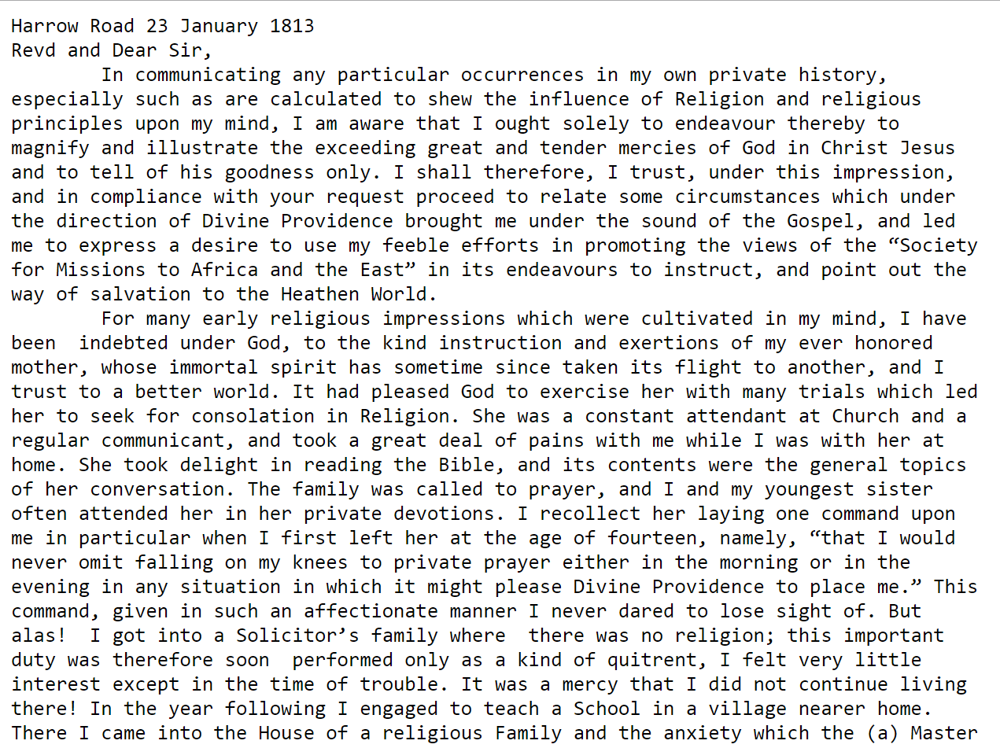 Harrow Road 23 January 1813
Revd and Dear Sir,
In communicating any particular occurrences in my own private history,
especially such as are calculated to shew the influence of Religion and religious
principles upon my mind, I am aware that I ought solely to endeavour thereby to
magnify and illustrate the exceeding great and tender mercies of God in Christ Jesus
and to tell of his goodness only. I shall therefore, I trust, under this impression,
and in compliance with your request proceed to relate some circumstances which under
the direction of Divine Providence brought me under the sound of the Gospel, and led
me to express a desire to use my feeble efforts in promoting the views of the “Society
for Missions to Africa and the East” in its endeavours to instruct, and point out the
way of salvation to the Heathen World.
For many early religious impressions which were cultivated in my mind, I have
been  indebted under God, to the kind instruction and exertions of my ever honored
mother, whose immortal spirit has sometime since taken its flight to another, and I
trust to a better world. It had pleased God to exercise her with many trials which led
her to seek for consolation in Religion. She was a constant attendant at Church and a
regular communicant, and took a great deal of pains with me while I was with her at
home. She took delight in reading the Bible, and its contents were the general topics
of her conversation. The family was called to prayer, and I and my youngest sister
often attended her in her private devotions. I recollect her laying one command upon
me in particular when I first left her at the age of fourteen, namely, “that I would
never omit falling on my knees to private prayer either in the morning or in the
evening in any situation in which it might please Divine Providence to place me.” This
command, given in such an affectionate manner I never dared to lose sight of. But
alas!  I got into a Solicitor’s family where  there was no religion; this important
duty was therefore soon  performed only as a kind of quitrent, I felt very little
interest except in the time of trouble. It was a mercy that I did not continue living
there! In the year following I engaged to teach a School in a village nearer home.
There I came into the House of a religious Family and the anxiety which the (a) Master